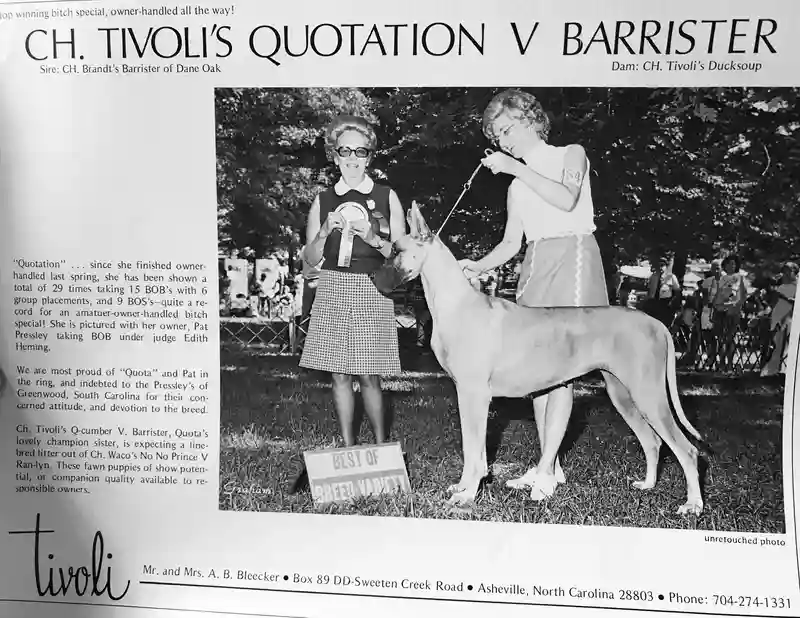 top winning bitch special, owner-handled all the way!
CH. TIVOLI'S QUOTATION V BARRISTER
Sire: CH. Brandt's Barrister of Dane Oak
Dam: CH. Tivoli's Ducksoup
"Quotation" . . . since she finished owner-
handled last spring, she has been shown a
total of 29 times taking 15 BOB's with 6
group placements, and 9 BOS's—quite a re-
cord for an amatuer-owner-handled bitch
special! She is pictured with her owner, Pat
Pressley taking BOB under judge Edith
Heming.
We are most proud of "Quota" and Pat in
the ring, and indebted to the Pressley's of
Greenwood, South Carolina for their con-
cerned attitude, and devotion to the breed.
Ch. Tivoli's Q-cumber V. Barrister, Quota's
lovely champion sister, is expecting a line-
bred litter out of Ch. Waco's No No Prince V
Ran-lyn. These fawn puppies of show poten-
tial, or companion quality available to re-
sponsible owners.
BEST OF
BREED VARIETY
Graham
unretouched photo
tivoli
Mr. and Mrs. A. B. Bleecker • Box 89 DD-Sweeten Creek Road • Asheville, North Carolina 28803 • Phone: 704-274-1331